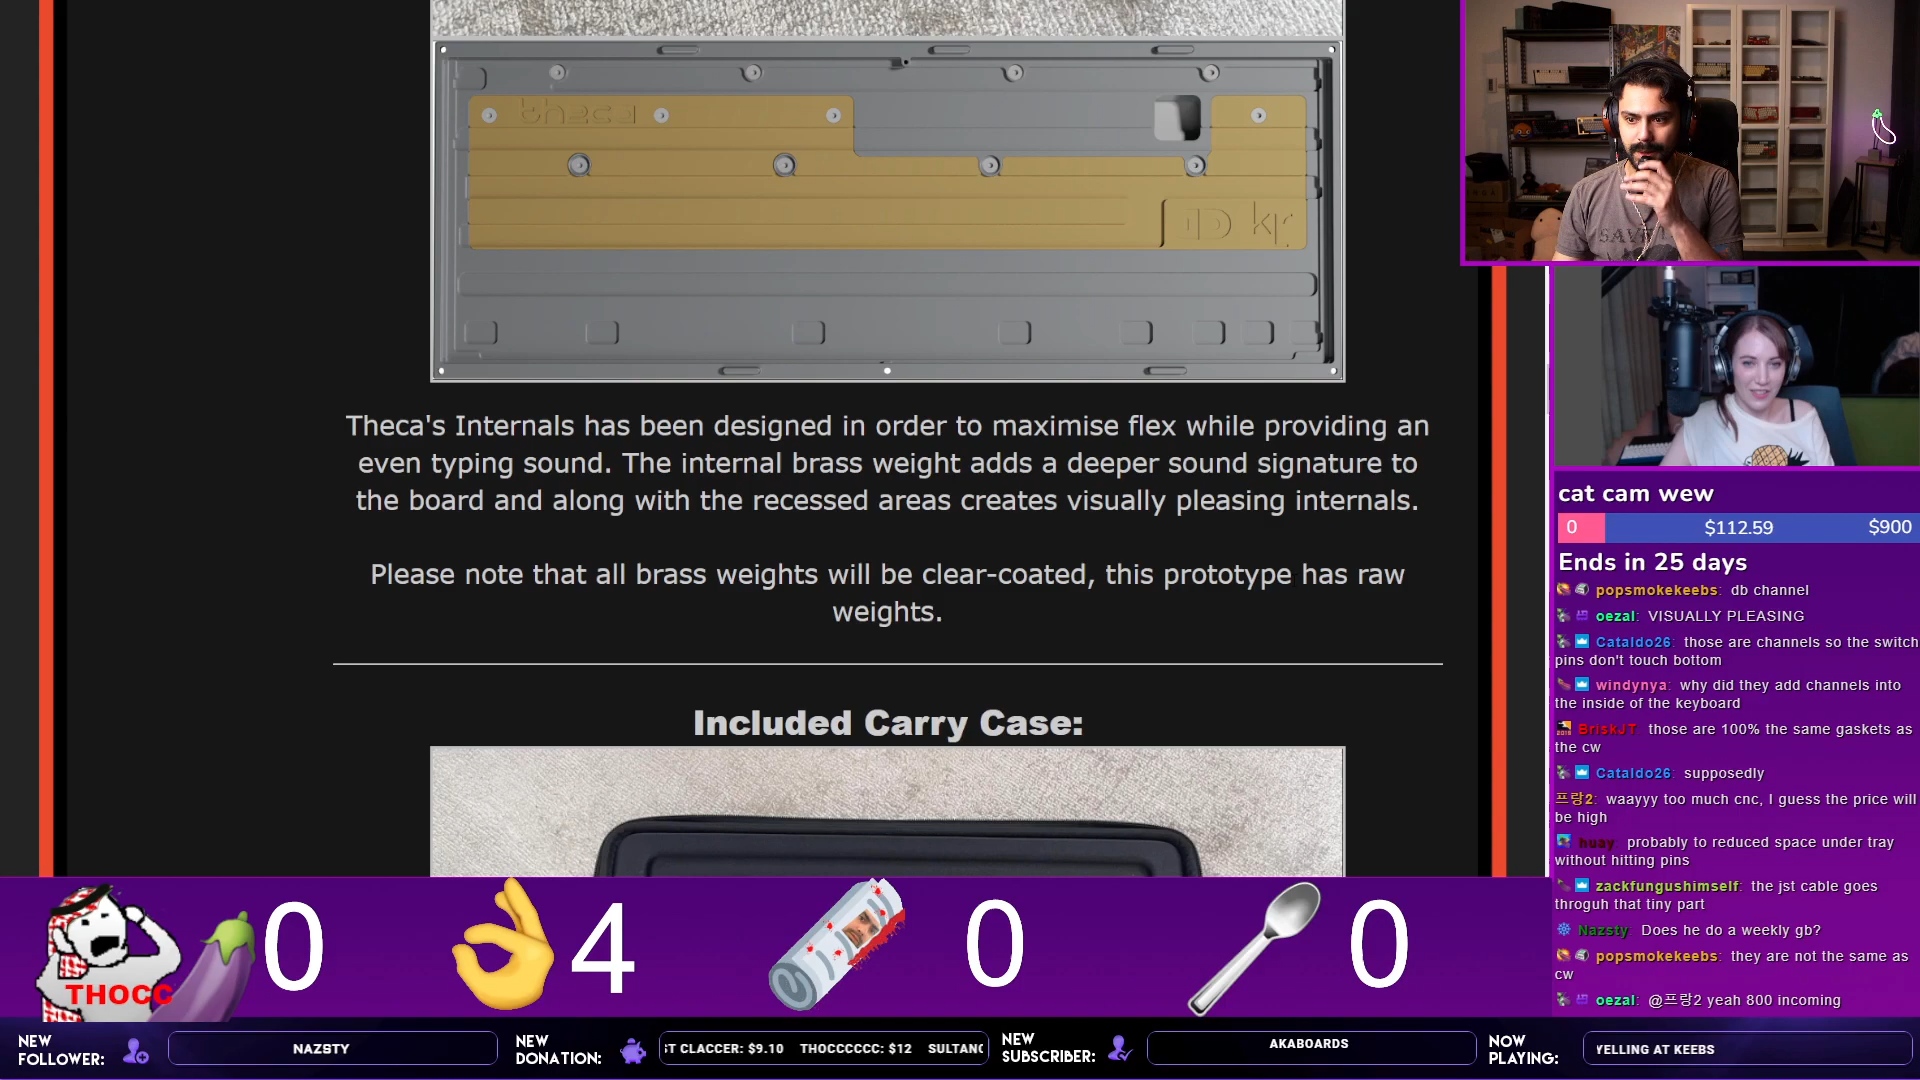 theca
ID kr
Theca's Internals has been designed in order to maximise flex while providing an
even typing sound. The internal brass weight adds a deeper sound signature to
the board and along with the recessed areas creates visually pleasing internals.
Please note that all brass weights will be clear-coated, this prototype has raw
weights.
Included Carry Case:
cat cam wew
0 $112.59 $900
Ends in 25 days
popsmokekeebs: db channel
oezal: VISUALLY PLEASING
Cataldo26: those are channels so the switch
pins don't touch bottom
windynya: why did they add channels into
the inside of the keyboard
BriskJT: those are 100% the same gaskets as
the cw
Cataldo26: supposedly
프랑2: waayyy too much cnc, I guess the price will
be high
huay: probably to reduced space under tray
without hitting pins
zackfungushimself: the jst cable goes
throguh that tiny part
Nazsty: Does he do a weekly gb?
popsmokekeebs: they are not the same as
cw
oezal: @프랑2 yeah 800 incoming
THOCC
0
4
0
0
NEW
FOLLOWER:
NAZSTY
NEW
DONATION:
ST CLACCER: $9.10 THOCCCCCC: $12 SULTANO
NEW
SUBSCRIBER:
AKABOARDS
NOW
PLAYING:
YELLING AT KEEBS